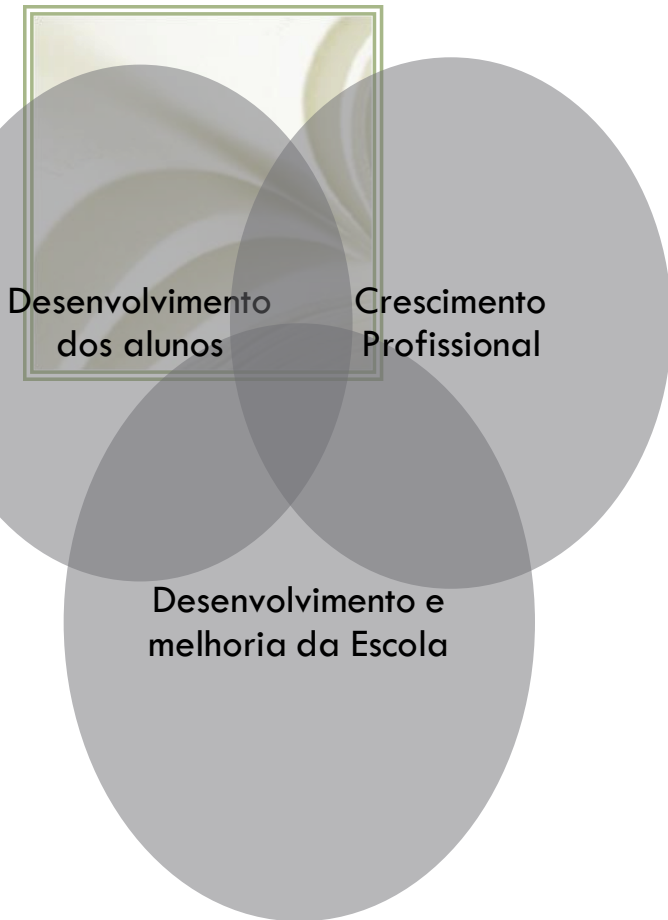 Desenvolvimento
dos alunos
Crescimento
Profissional
Desenvolvimento e
melhoria da Escola